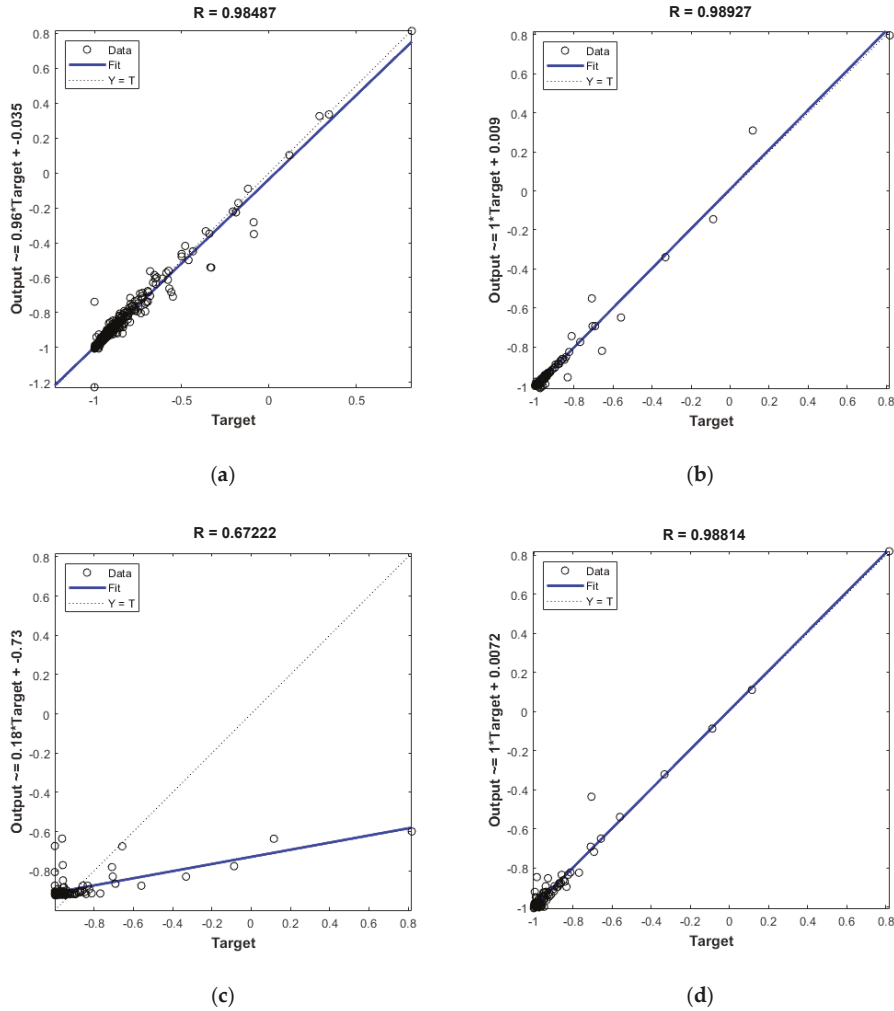 R = 0.98487
Output ~= 0.96*Target + -0.035
Data
Fit
Y = T
0.8
0.6
0.4
0.2
0
-0.2
-0.4
-0.6
-0.8
-1
-1.2
-1
-0.5
0
0.5
Target
(a)
R = 0.98927
Output ~= 1*Target + 0.009
Data
Fit
Y = T
0.8
0.6
0.4
0.2
0
-0.2
-0.4
-0.6
-0.8
-1
-1
-0.8
-0.6
-0.4
-0.2
0
0.2
0.4
0.6
0.8
Target
(b)
R = 0.67222
Output ~= 0.18*Target + -0.73
Data
Fit
Y = T
0.8
0.6
0.4
0.2
0
-0.2
-0.4
-0.6
-0.8
-0.8
-0.6
-0.4
-0.2
0
0.2
0.4
0.6
0.8
Target
(c)
R = 0.98814
Output ~= 1*Target + 0.0072
Data
Fit
Y = T
0.8
0.6
0.4
0.2
0
-0.2
-0.4
-0.6
-0.8
-1
-1
-0.8
-0.6
-0.4
-0.2
0
0.2
0.4
0.6
0.8
Target
(d)